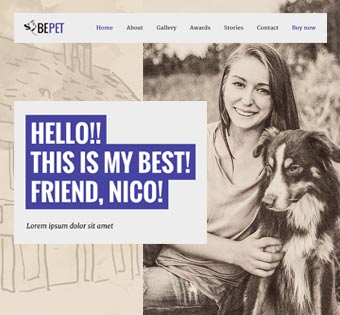 BEPET
Home About Gallery Awards Stories Contact Buy now
HELLO!!
THIS IS MY BEST!
FRIEND, NICO!
Lorem ipsum dolor sit amet